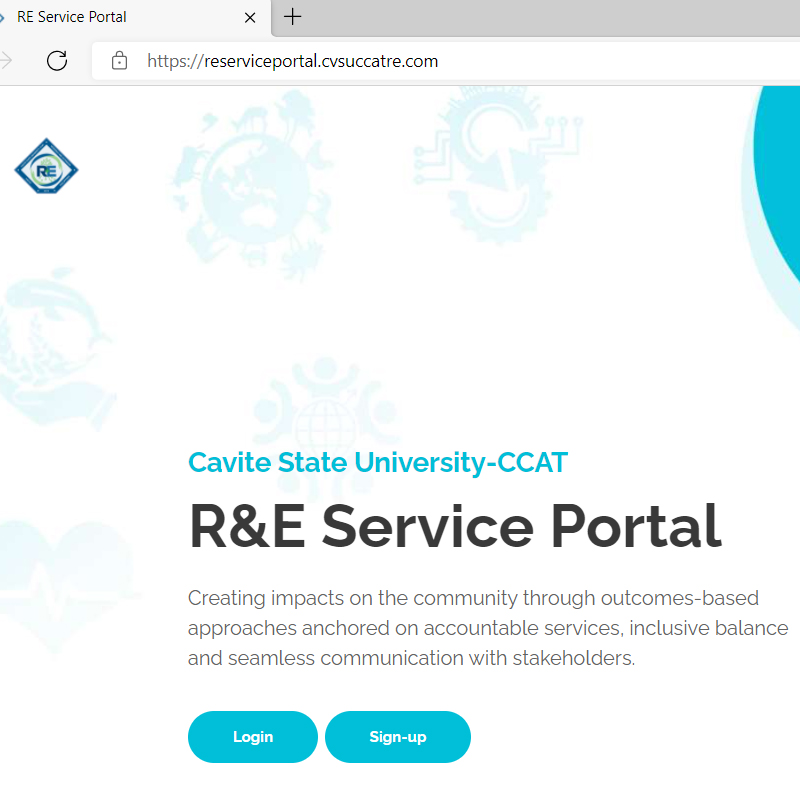 RE Service Portal
https://reserviceportal.cvsuccatre.com
RE
Cavite State University-CCAT
R&E Service Portal
Creating impacts on the community through outcomes-based
approaches anchored on accountable services, inclusive balance
and seamless communication with stakeholders.
Login
Sign-up